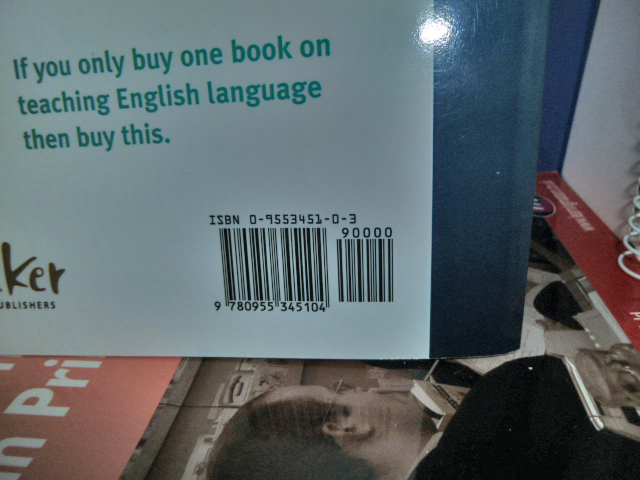 If you only buy one book on
teaching English language
then buy this.
ISBN 0-9553451-0-3
90000
9 780955 345104
ker
UBLISHERS
n Pri